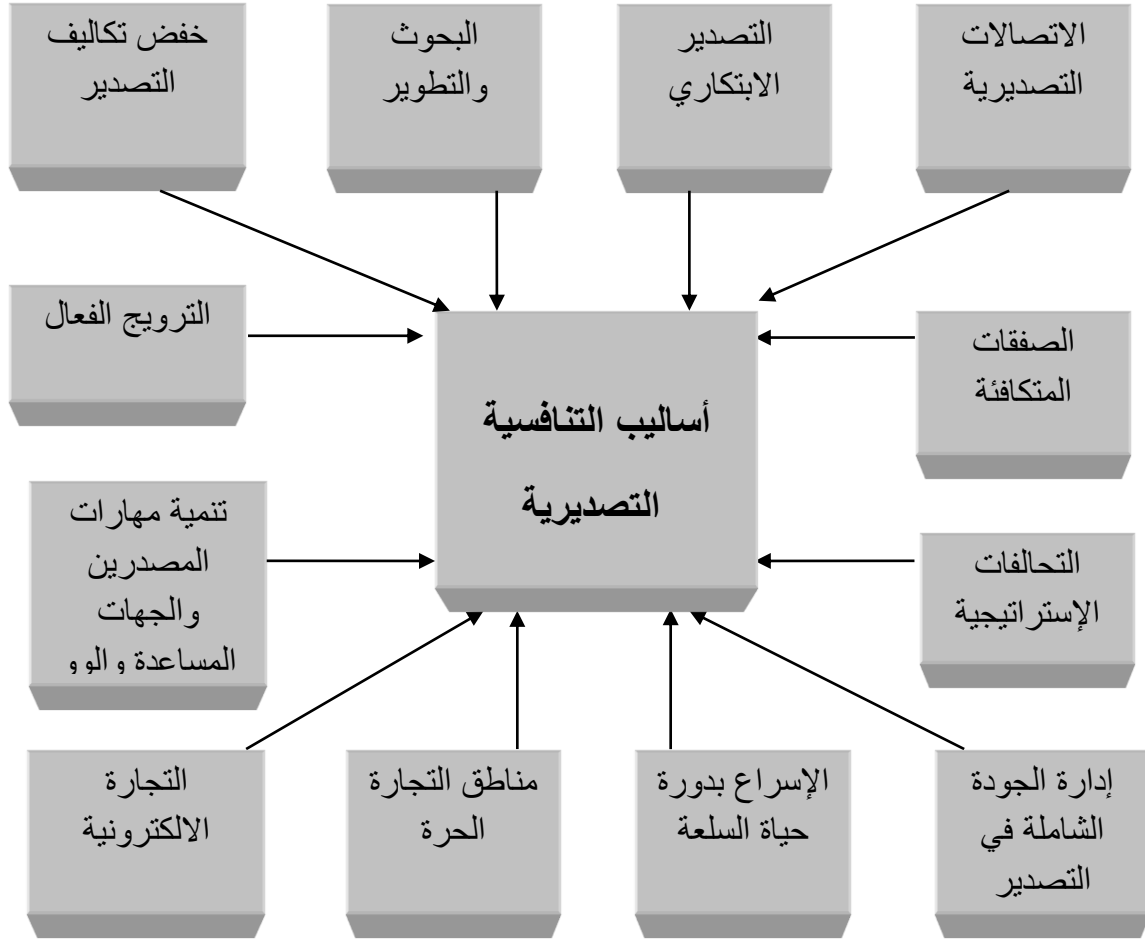 الاتصالات
التصديرية
التصدير
الابتكاري
البحوث
والتطوير
خفض تكاليف
التصدير
الصفقات
المتكافئة
الترويج الفعال
أساليب التنافسية
التصديرية
التحالفات
الإستراتيجية
تنمية مهارات
المصدرين
والجهات
المساعدة
إدارة الجودة
الشاملة في
التصدير
الإسراع بدورة
حياة السلعة
مناطق التجارة
الحرة
التجارة
الالكترونية